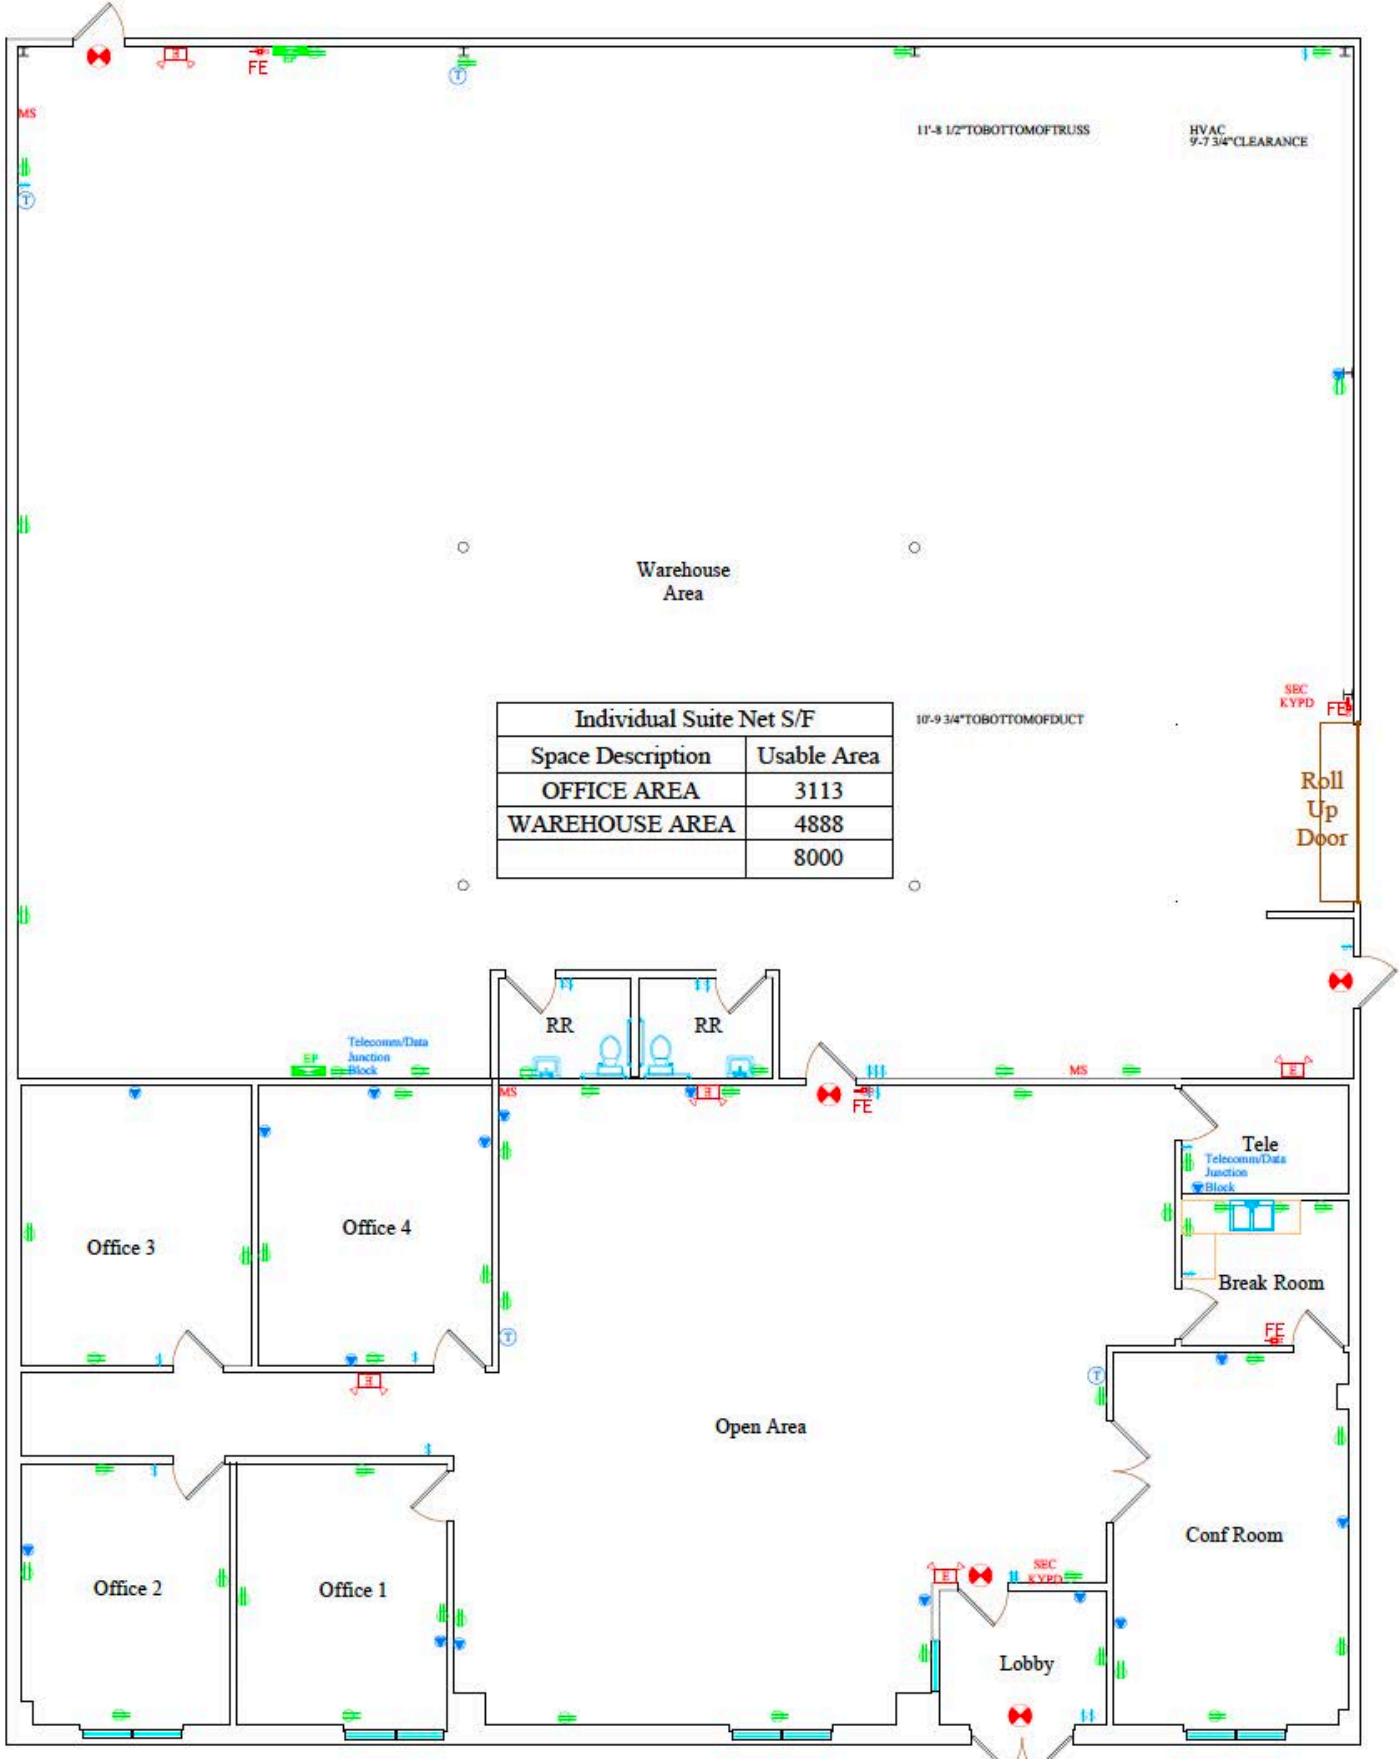 E
FE
EP
T
MS
T
11'-8 1/2"TOBOTTOMOFTRUSS
HVAC
9'-7 3/4"CLEARANCE
Warehouse
Area
SEC
KYPD
FE
Individual Suite Net S/F
Space Description Usable Area
OFFICE AREA 3113
WAREHOUSE AREA 4888
8000
10'-9 3/4"TOBOTTOMOFDUCT
Roll
Up
Door
RR
RR
EP
Telecomm/Data
Junction
Block
MS
E
MS
E
FE
Tele
Telecomm/Data
Junction
Block
Office 3
Office 4
Break Room
FE
T
E
T
Open Area
Conf Room
E
SEC
KYPD
Office 2
Office 1
Lobby